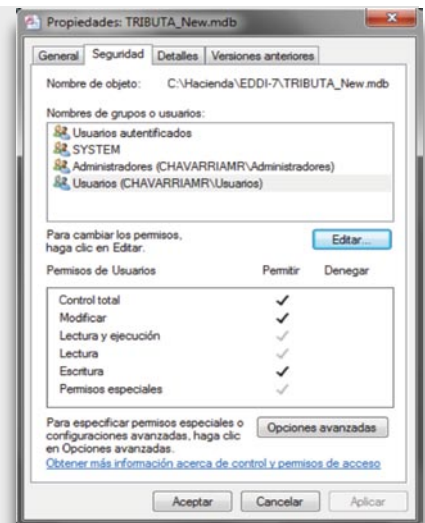 Propiedades: TRIBUTA_New.mdb
General Seguridad Detalles Versiones anteriores
Nombre de objeto: C:\Hacienda\EDDI-7\TRIBUTA_New.mdb
Nombres de grupos o usuarios:
Usuarios autentificados
SYSTEM
Administradores (CHAVARRIAMR\Administradores)
Usuarios (CHAVARRIAMR\Usuarios)
Para cambiar los permisos,
haga clic en Editar.
Editar...
Permisos de Usuarios Permitir Denegar
Control total
Modificar
Lectura y ejecución
Lectura
Escritura
Permisos especiales
Para especificar permisos especiales o
configuraciones avanzadas, haga clic
en Opciones avanzadas.
Opciones avanzadas
Obtener más información acerca de control y permisos de acceso
Aceptar Cancelar Aplicar